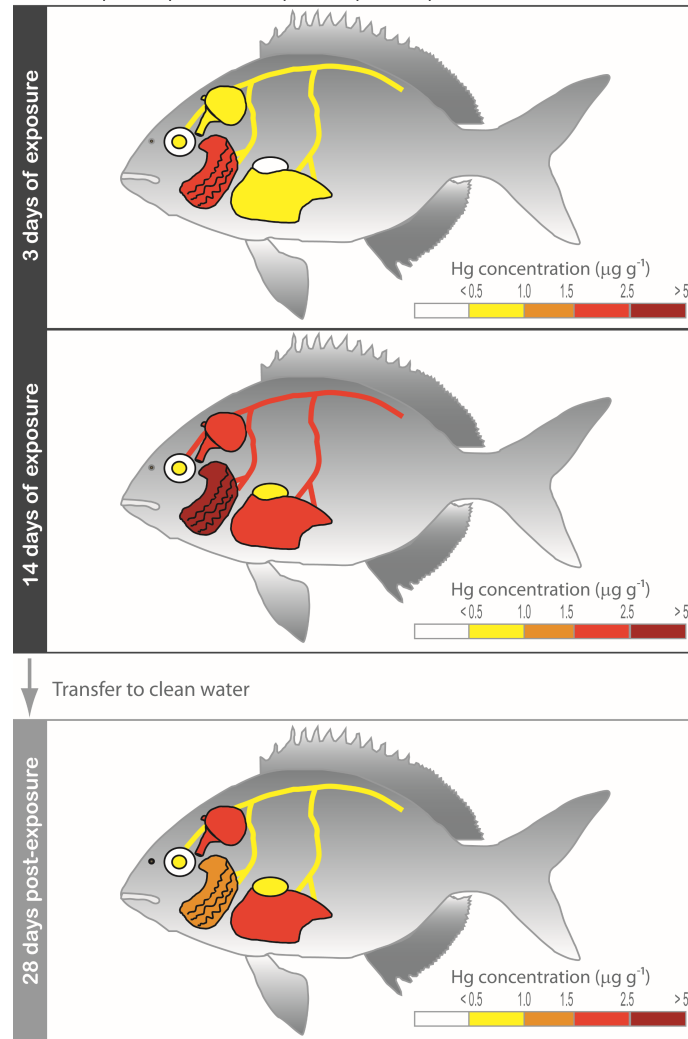 3 days of exposure
Hg concentration (µg g⁻¹)
< 0.5 1.0 1.5 2.5 > 5
14 days of exposure
Hg concentration (µg g⁻¹)
< 0.5 1.0 1.5 2.5 > 5
Transfer to clean water
28 days post-exposure
Hg concentration (µg g⁻¹)
< 0.5 1.0 1.5 2.5 > 5